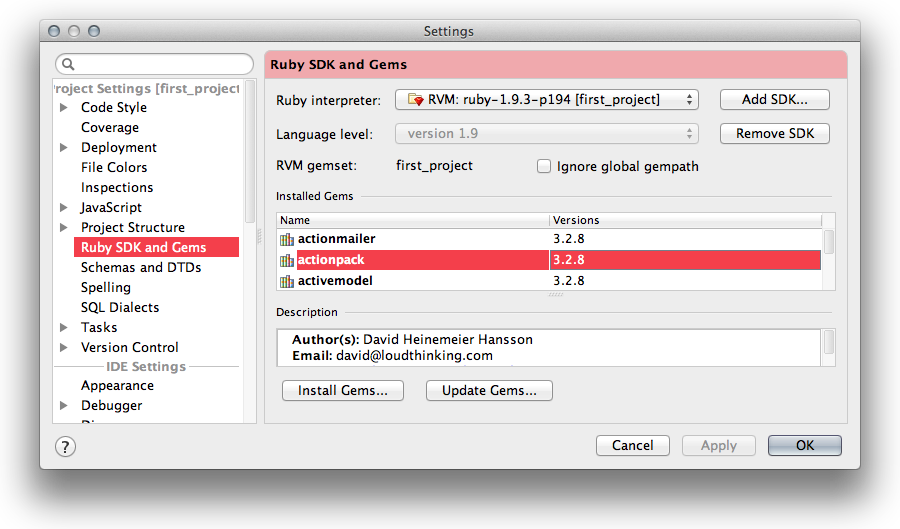 Settings
roject Settings [first_project
Code Style
Coverage
Deployment
File Colors
Inspections
JavaScript
Project Structure
Ruby SDK and Gems
Schemas and DTDs
Spelling
SQL Dialects
Tasks
Version Control
IDE Settings
Appearance
Debugger
Ruby SDK and Gems
Ruby interpreter: RVM: ruby-1.9.3-p194 [first_project] Add SDK...
Language level: version 1.9 Remove SDK
RVM gemset: first_project Ignore global gempath
Installed Gems
Name Versions
actionmailer 3.2.8
actionpack 3.2.8
activemodel 3.2.8
Description
Author(s): David Heinemeier Hansson
Email: david@loudthinking.com
Install Gems... Update Gems...
? Cancel Apply OK